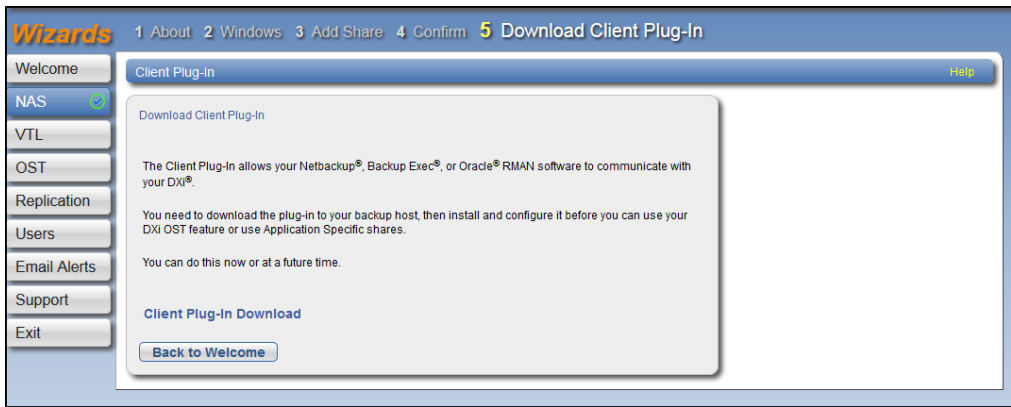 Wizards
1 About 2 Windows 3 Add Share 4 Confirm 5 Download Client Plug-In
Welcome
NAS
VTL
OST
Replication
Users
Email Alerts
Support
Exit
Client Plug-In
Help
Download Client Plug-In
The Client Plug-In allows your Netbackup®, Backup Exec®, or Oracle® RMAN software to communicate with
your DXi®.
You need to download the plug-in to your backup host, then install and configure it before you can use your
DXi OST feature or use Application Specific shares.
You can do this now or at a future time.
Client Plug-In Download
Back to Welcome